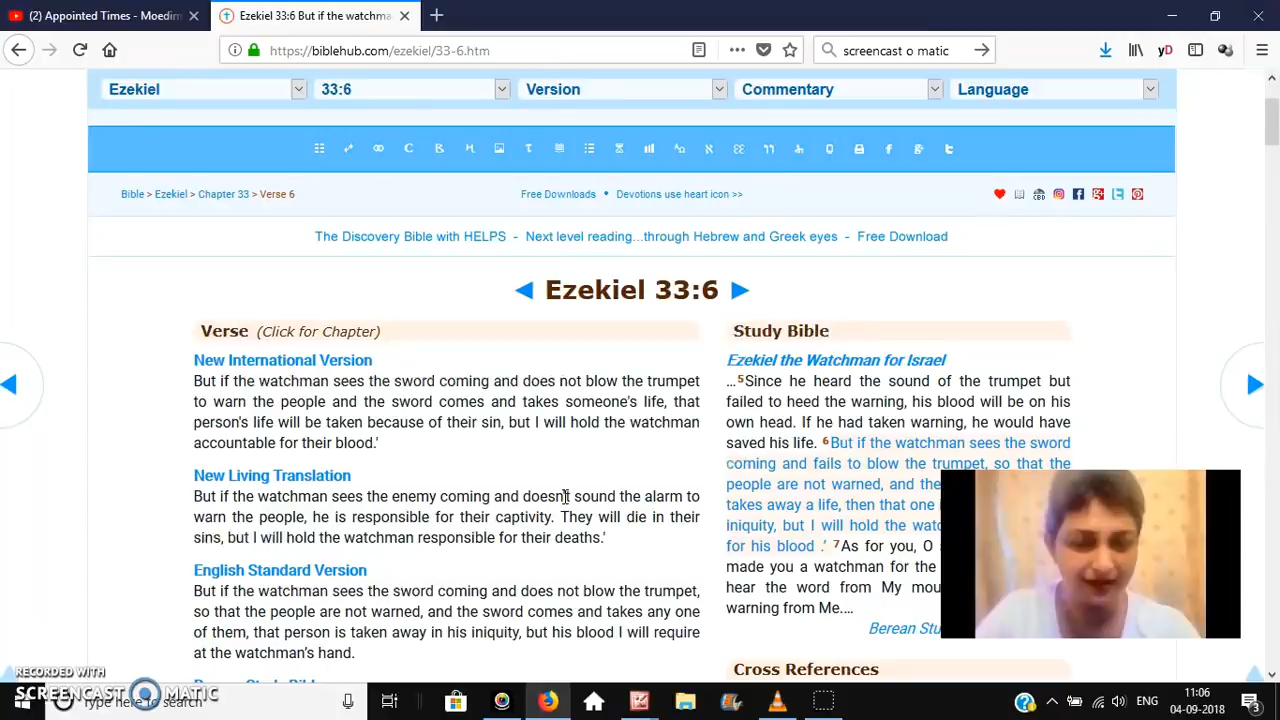 (2) Appointed Times - Moedim
Ezekiel 33:6 But if the watchma
https://biblehub.com/ezekiel/33-6.htm
screencast o matic
Ezekiel
33:6
Version
Commentary
Language
Bible > Ezekiel > Chapter 33 > Verse 6
Free Downloads • Devotions use heart icon >>
The Discovery Bible with HELPS - Next level reading...through Hebrew and Greek eyes - Free Download
◄ Ezekiel 33:6 ►
Verse (Click for Chapter)
New International Version
But if the watchman sees the sword coming and does not blow the trumpet
to warn the people and the sword comes and takes someone's life, that
person's life will be taken because of their sin, but I will hold the watchman
accountable for their blood.'
New Living Translation
But if the watchman sees the enemy coming and doesn't sound the alarm to
warn the people, he is responsible for their captivity. They will die in their
sins, but I will hold the watchman responsible for their deaths.'
English Standard Version
But if the watchman sees the sword coming and does not blow the trumpet,
so that the people are not warned, and the sword comes and takes any one
of them, that person is taken away in his iniquity, but his blood I will require
at the watchman's hand.
Study Bible
Ezekiel the Watchman for Israel
…5Since he heard the sound of the trumpet but
failed to heed the warning, his blood will be on his
own head. If he had taken warning, he would have
saved his life. 6But if the watchman sees the sword
coming and fails to blow the trumpet, so that the
people are not warned, and the
takes away a life, then that one
iniquity, but I will hold the
for his blood .' 7As for you, O
made you a watchman for the
hear the word from My
warning from Me.…
Berean
Cross References
RECORDED WITH
SCREENCAST MATIC
Type here to search
ENG
11:06
04-09-2018